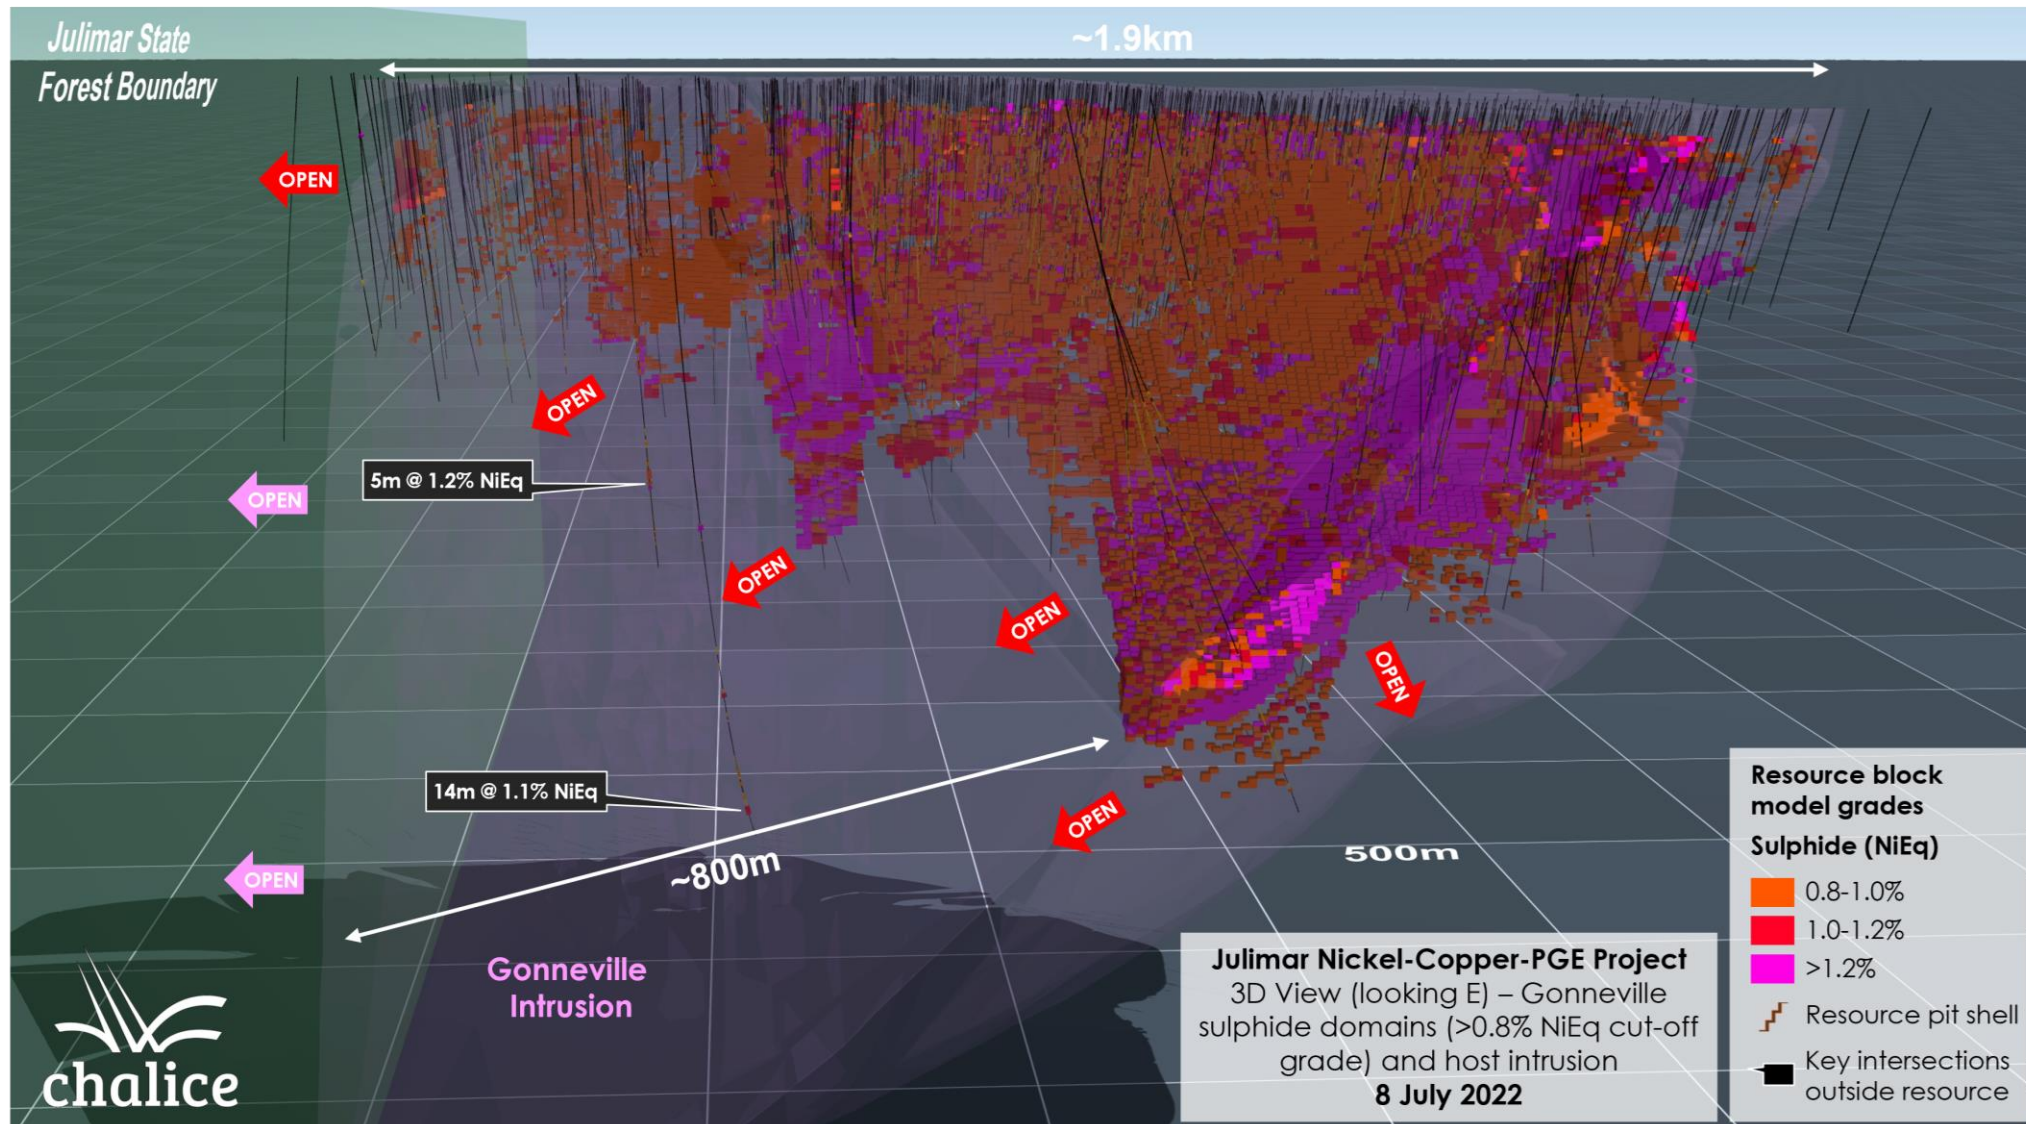 Julimar State
Forest Boundary
~1.9km
OPEN
OPEN
5m @ 1.2% NiEq
OPEN
OPEN
OPEN
OPEN
14m @ 1.1% NiEq
OPEN
~800m
OPEN
500m
Gonneville
Intrusion
chalice
Julimar Nickel-Copper-PGE Project
3D View (looking E) – Gonneville
sulphide domains (>0.8% NiEq cut-off
grade) and host intrusion
8 July 2022
Resource block
model grades
Sulphide (NiEq)
0.8-1.0%
1.0-1.2%
>1.2%
Resource pit shell
Key intersections
outside resource